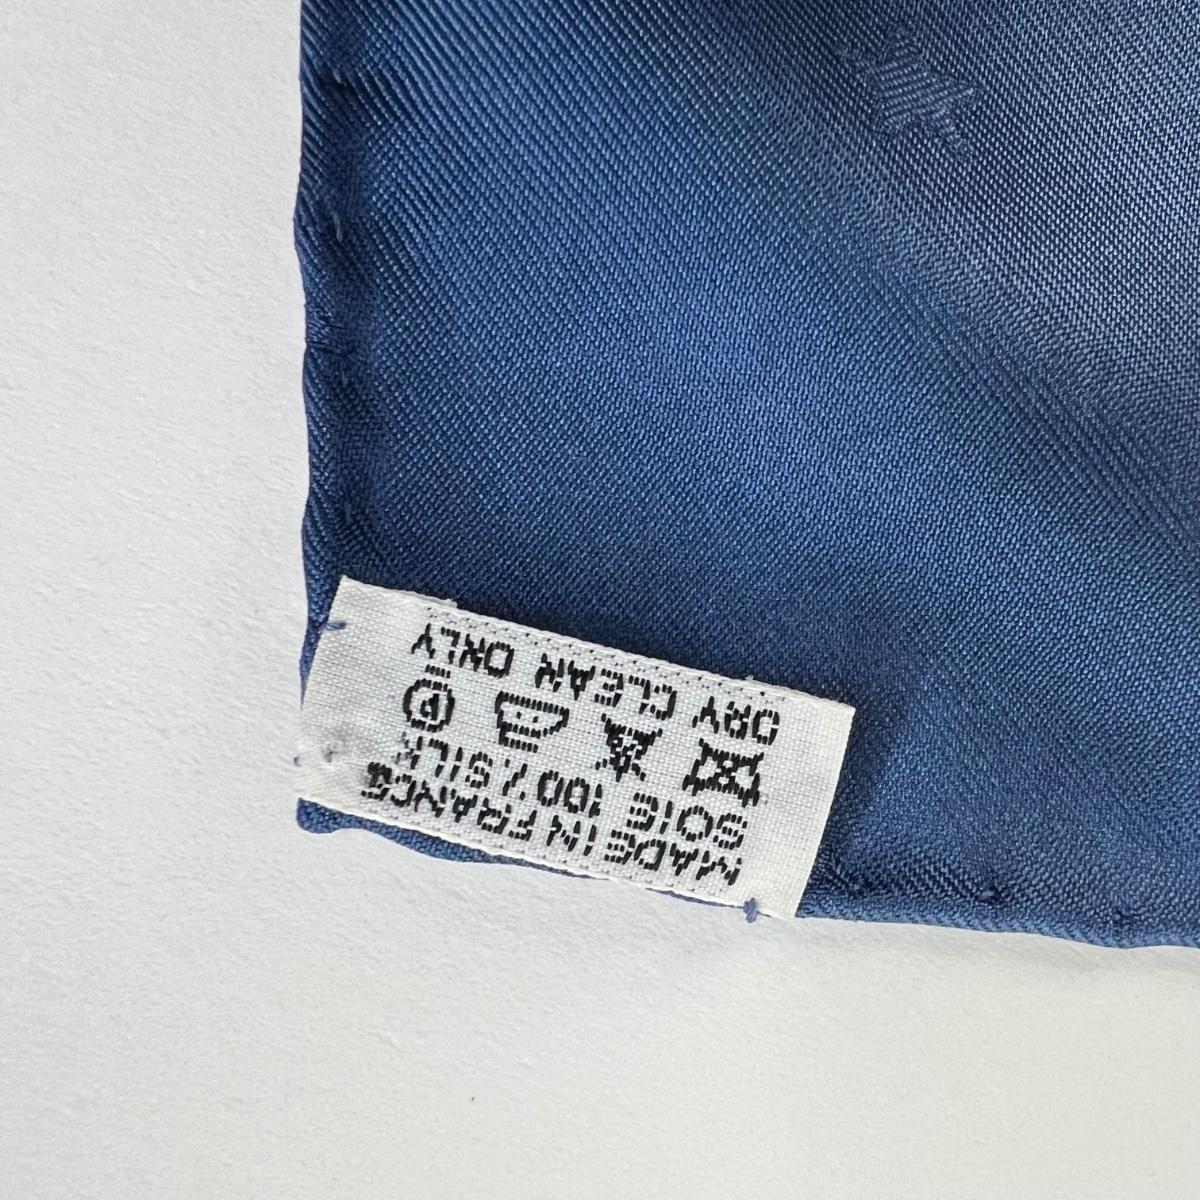 MADE IN FRANCE
SOIE 100% SILK
DRY CLEAN ONLY